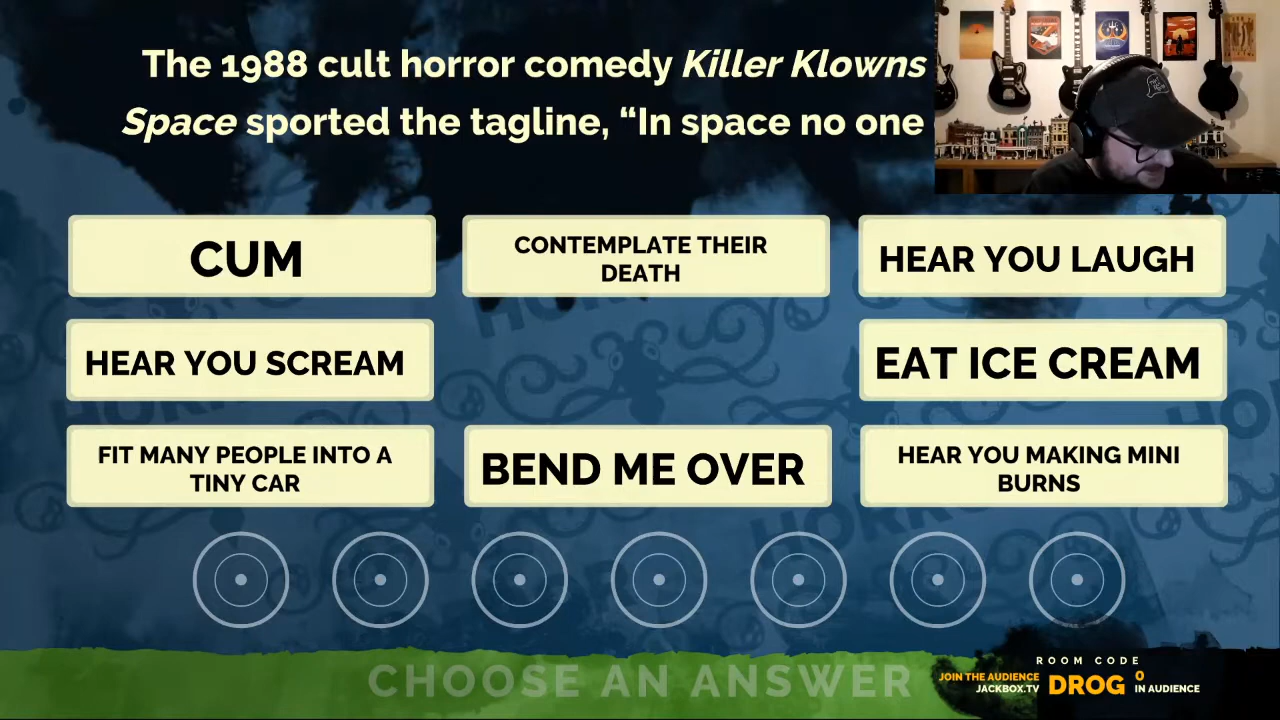 The 1988 cult horror comedy Killer Klowns
Space sported the tagline, “In space no one
CUM
CONTEMPLATE THEIR
DEATH
HEAR YOU LAUGH
HEAR YOU SCREAM
EAT ICE CREAM
FIT MANY PEOPLE INTO A
TINY CAR
BEND ME OVER
HEAR YOU MAKING MINI
BURNS
CHOOSE AN ANSWER
ROOM CODE
JOIN THE AUDIENCE
JACKBOX.TV
DROG
0
IN AUDIENCE